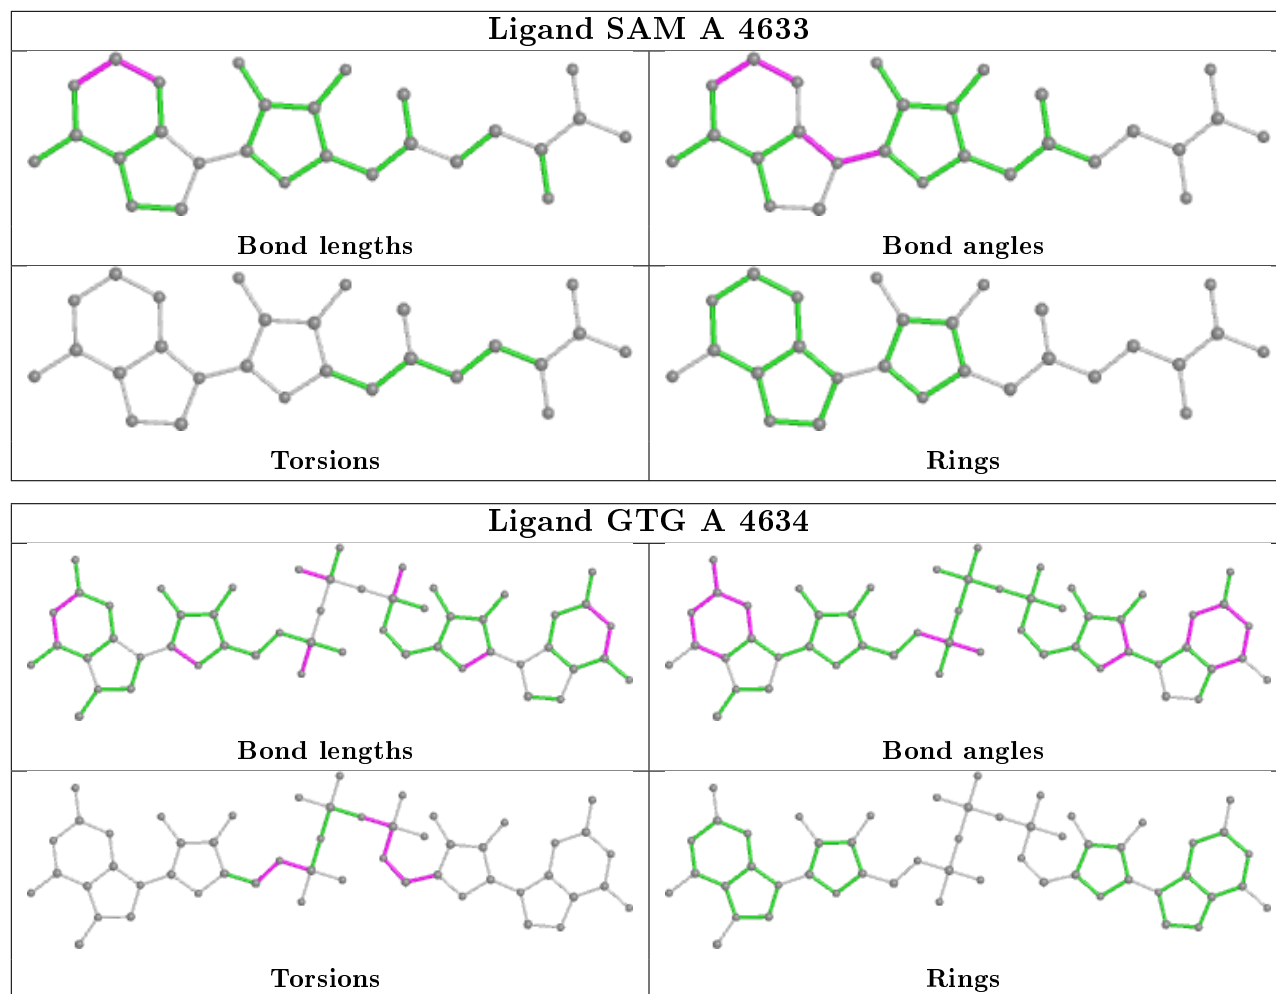 Ligand SAM A 4633
Bond lengths
Bond angles
Torsions
Rings
Ligand GTG A 4634
Bond lengths
Bond angles
Torsions
Rings